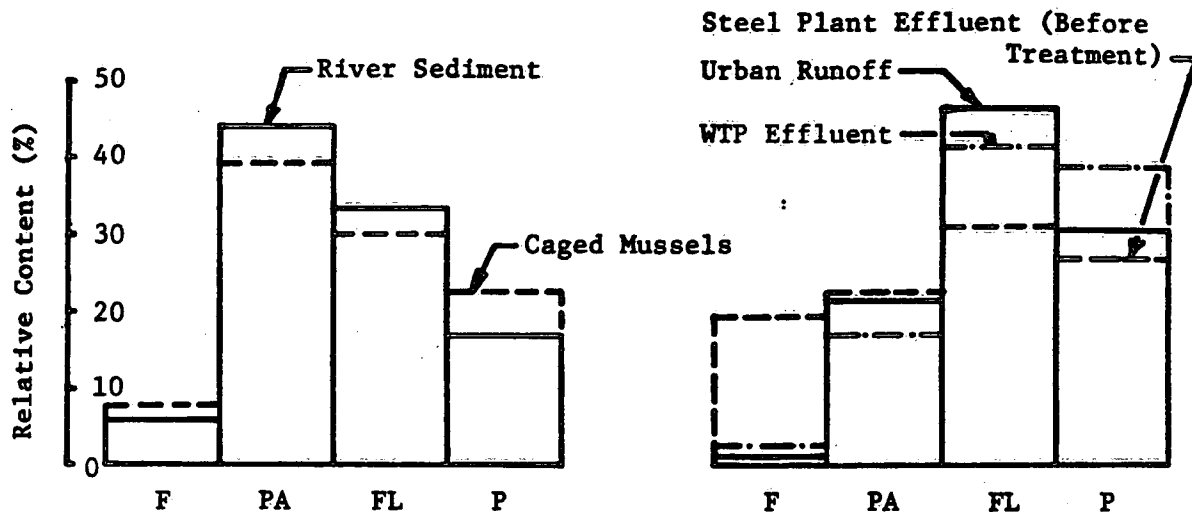 Steel Plant Effluent (Before
Treatment)
50
River Sediment
Urban Runoff
WTP Effluent
40
30
Caged Mussels
20
10
0
Relative Content (%)
F PA FL P
F PA FL P